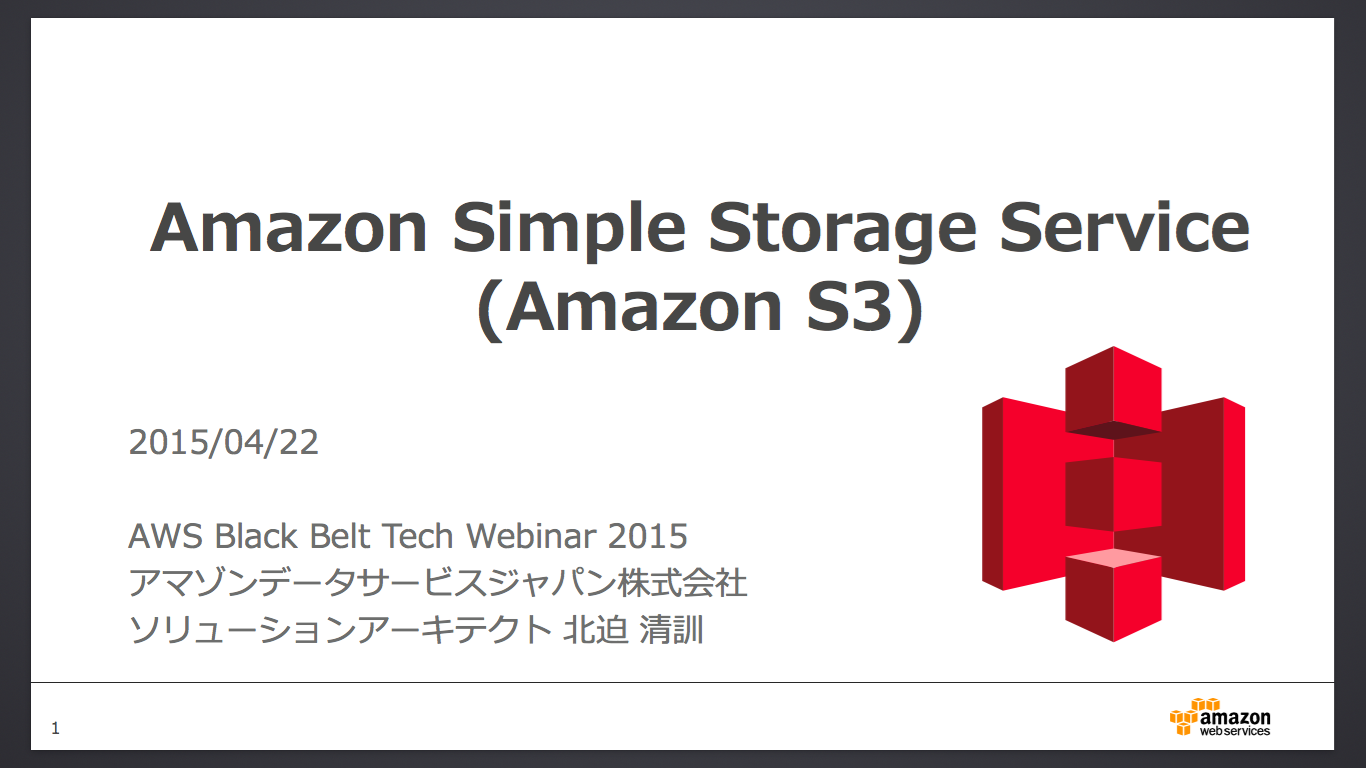 Amazon Simple Storage Service
(Amazon S3)
2015/04/22
AWS Black Belt Tech Webinar 2015
アマゾンデータサービスジャパン株式会社
ソリューションアーキテクト 北迫 清訓
1
amazon
web services